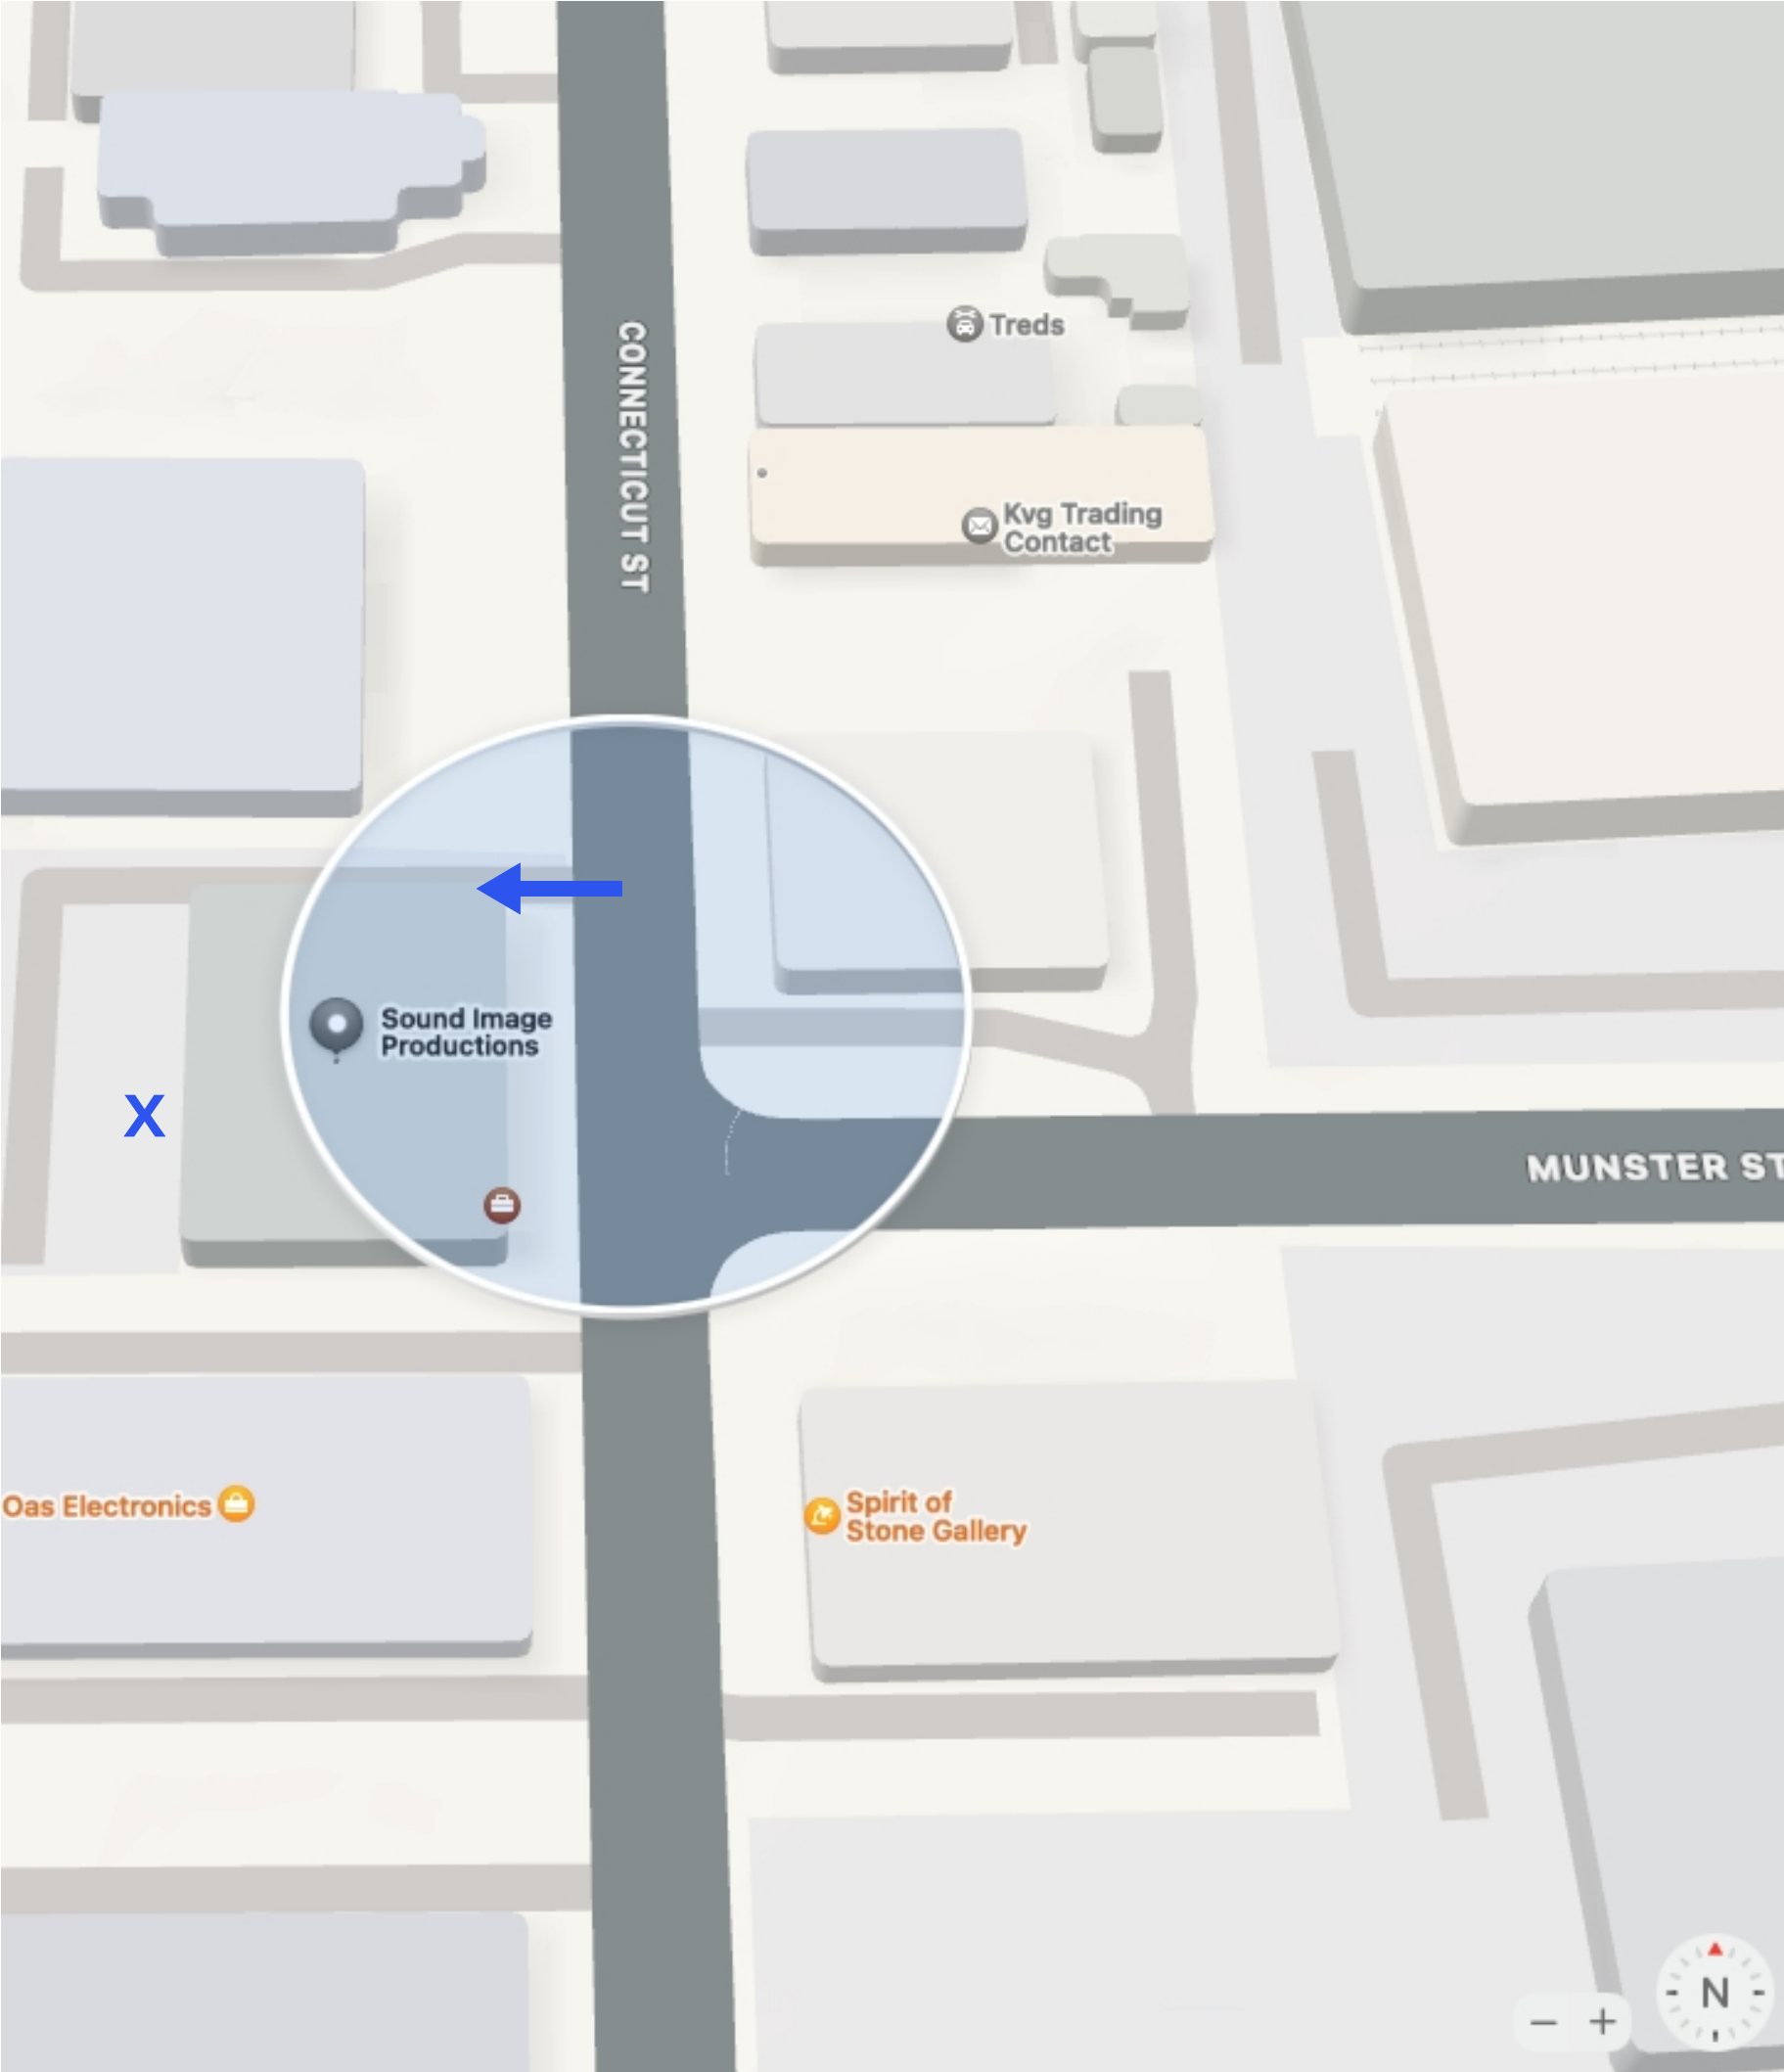 CONNECTICUT ST
Treds
Kvg Trading
Contact
Sound Image
Productions
X
MUNSTER ST
Oas Electronics
Spirit of
Stone Gallery
N
− +